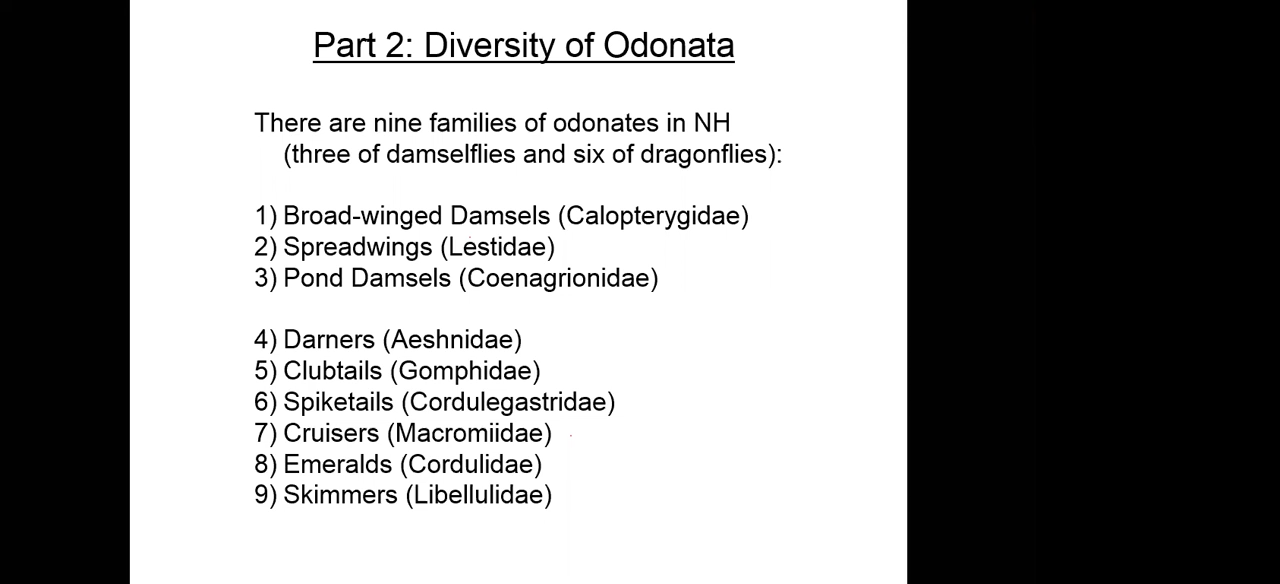 Part 2: Diversity of Odonata
There are nine families of odonates in NH
(three of damselflies and six of dragonflies):
1) Broad-winged Damsels (Calopterygidae)
2) Spreadwings (Lestidae)
3) Pond Damsels (Coenagrionidae)
4) Darners (Aeshnidae)
5) Clubtails (Gomphidae)
6) Spiketails (Cordulegastridae)
7) Cruisers (Macromiidae)
8) Emeralds (Cordulidae)
9) Skimmers (Libellulidae)